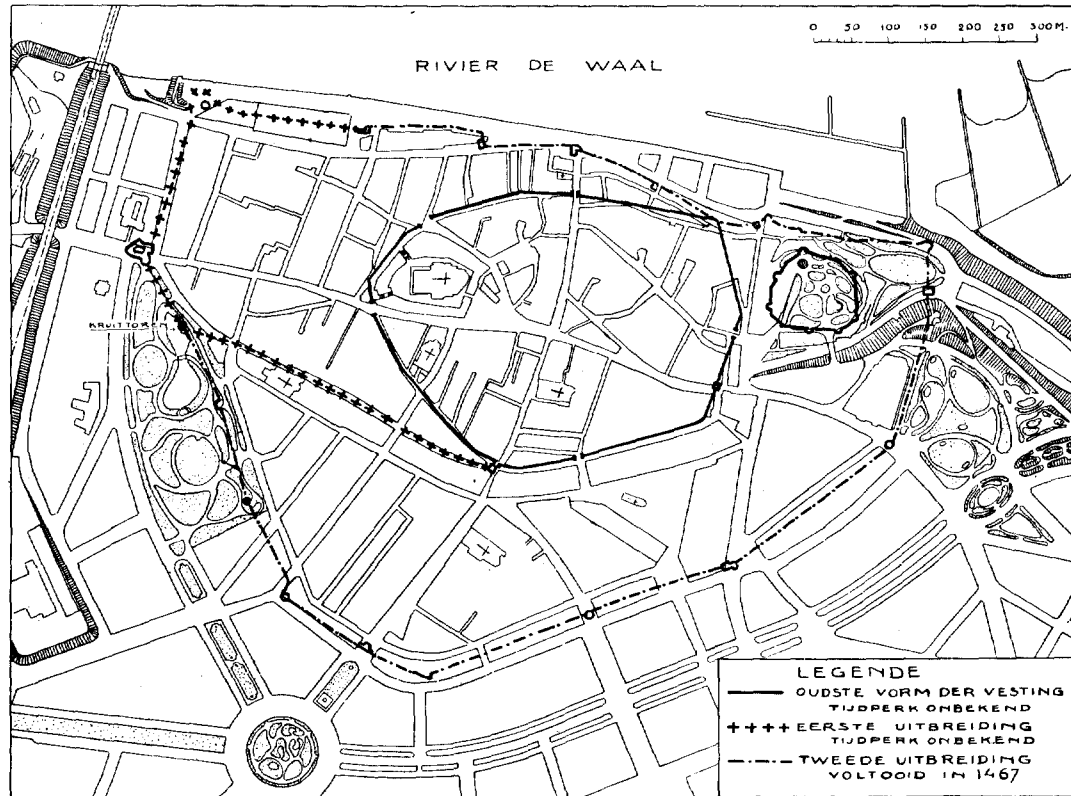 0 50 100 150 200 250 300 M.
RIVIER DE WAAL
KRUITTOREN
LEGENDE
OUDSTE VORM DER VESTING
TIJDPERK ONBEKEND
EERSTE UITBREIDING
TIJDPERK ONBEKEND
TWEEDE UITBREIDING
VOLTOOID IN 1467